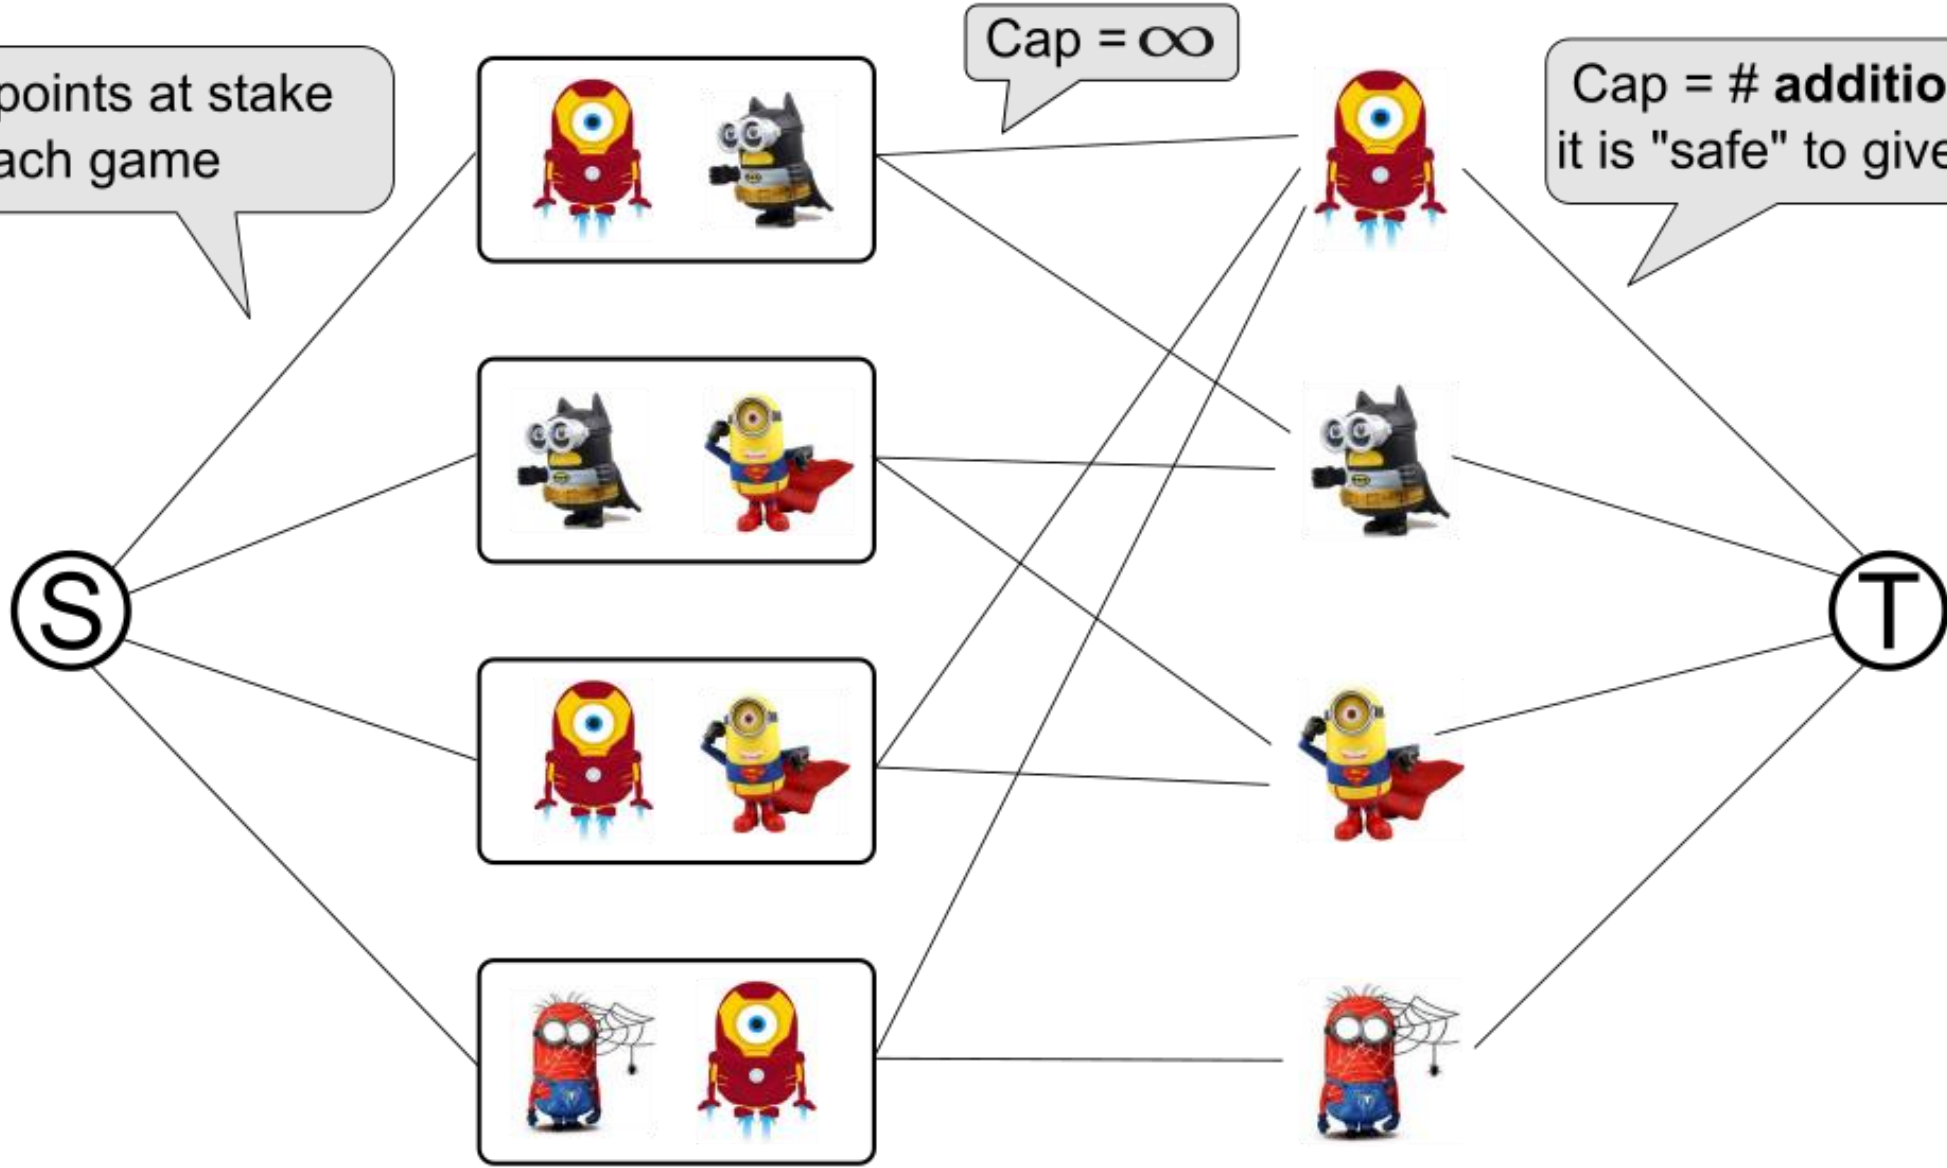 points at stake
ach game
Cap = ∞
Cap = # additio
it is "safe" to give
S
T